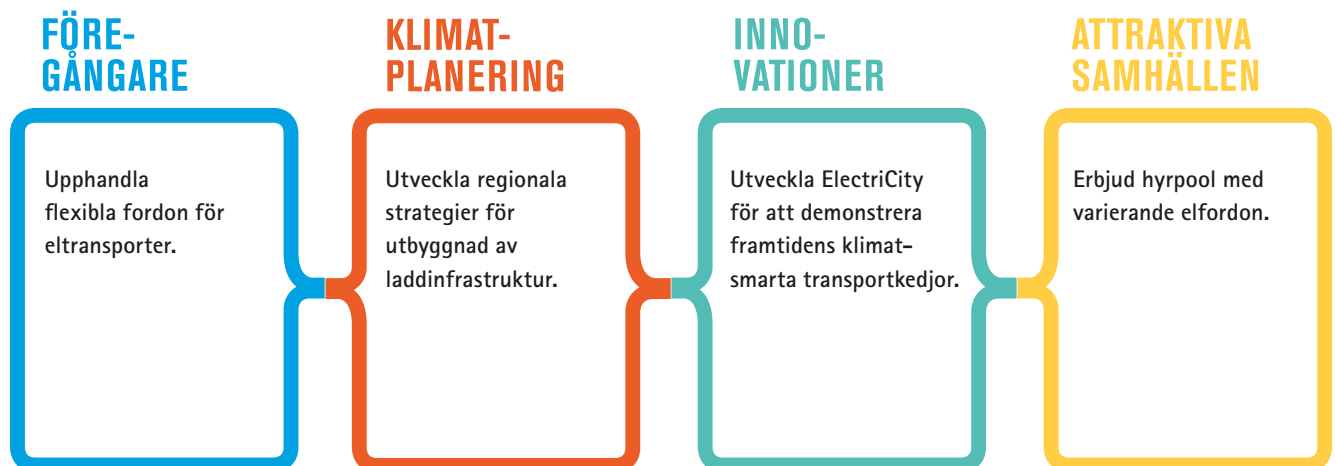 FÖRE-
GÅNGARE
Upphandla
flexibla fordon för
eltransporter.
KLIMAT-
PLANERING
Utveckla regionala
strategier för
utbyggnad av
laddinfrastruktur.
INNO-
VATIONER
Utveckla ElectriCity
för att demonstrera
framtidens klimat-
smarta transportkedjor.
ATTRAKTIVA
SAMHÄLLEN
Erbjud hyrpool med
varierande elfordon.